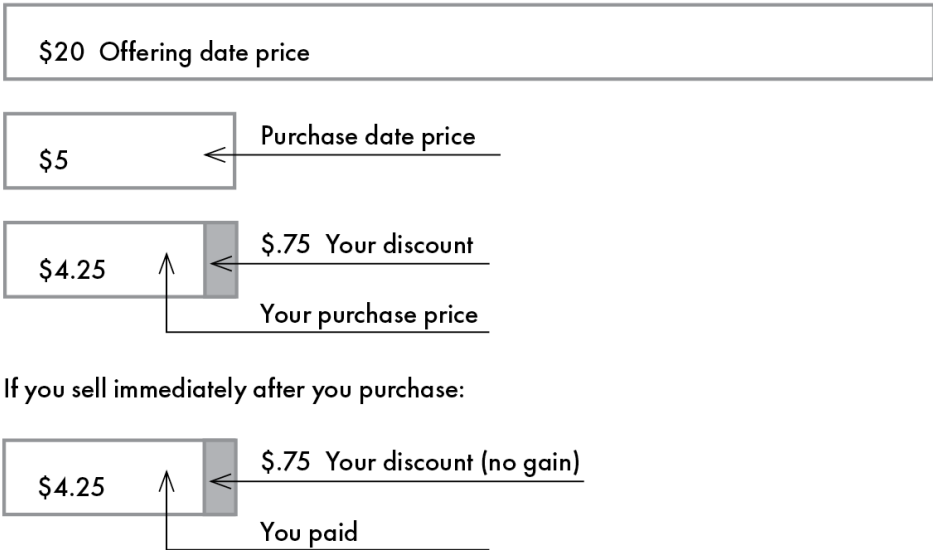 $20 Offering date price
Purchase date price
$5
$.75 Your discount
$4.25
Your purchase price
If you sell immediately after you purchase:
$.75 Your discount (no gain)
$4.25
You paid